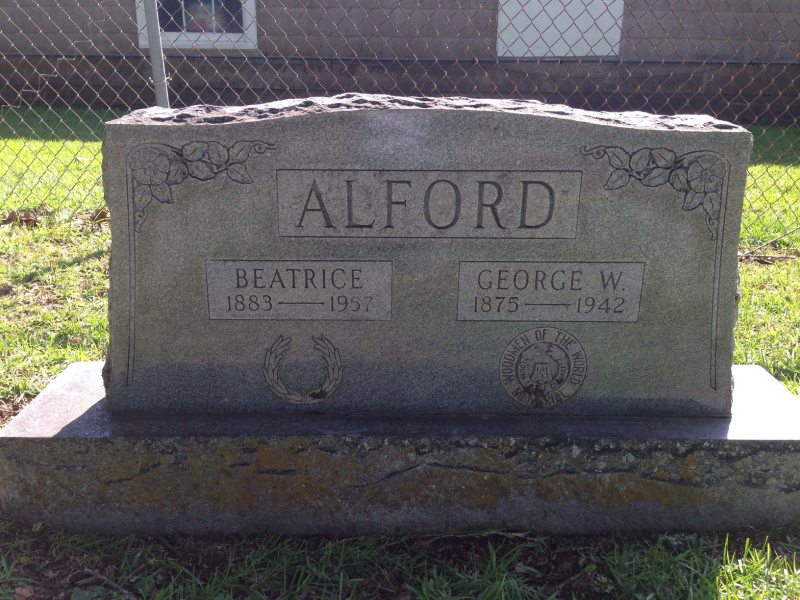 ALFORD
BEATRICE
1883 — 1957
GEORGE W.
1875 — 1942
WOODMEN OF THE WORLD